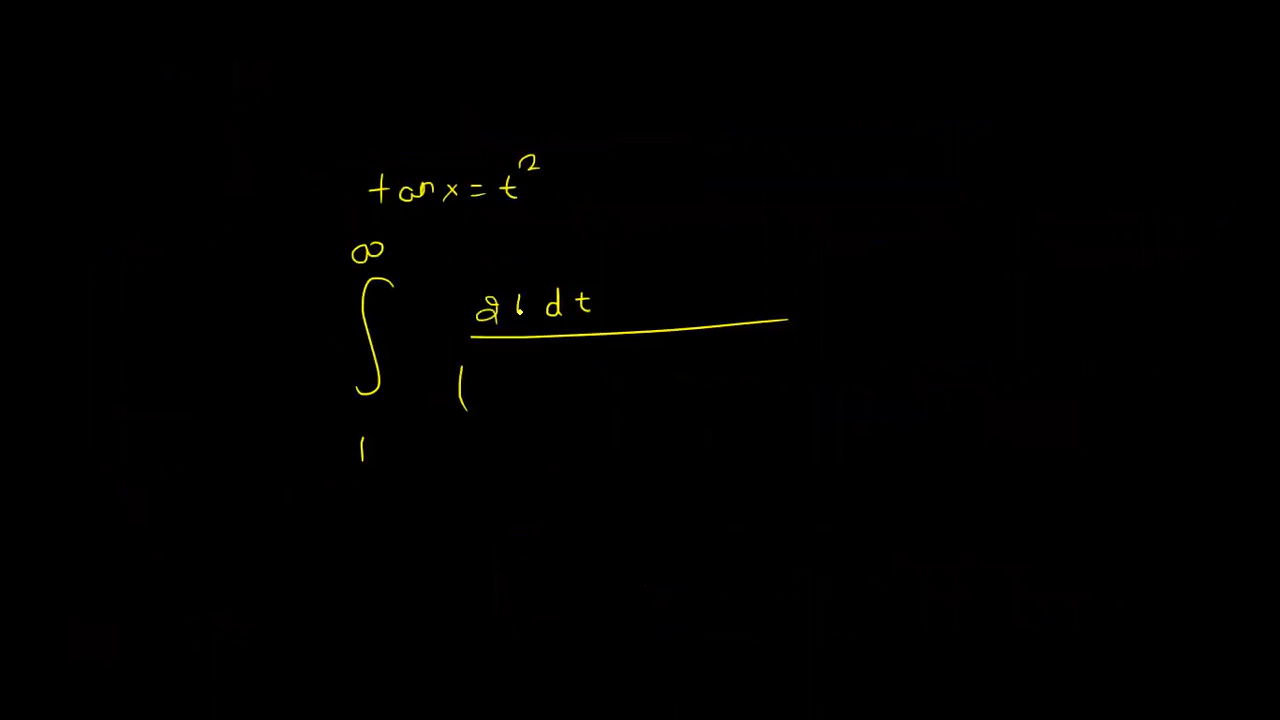 tan x = t²
∞
∫ 2t dt
(
1